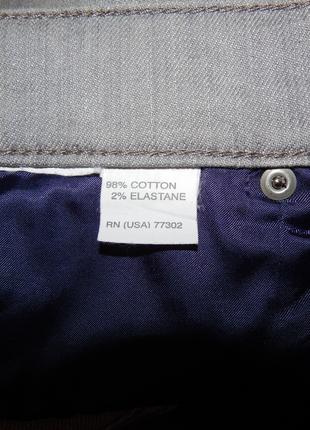 98% COTTON
2% ELASTANE
RN (USA) 77302